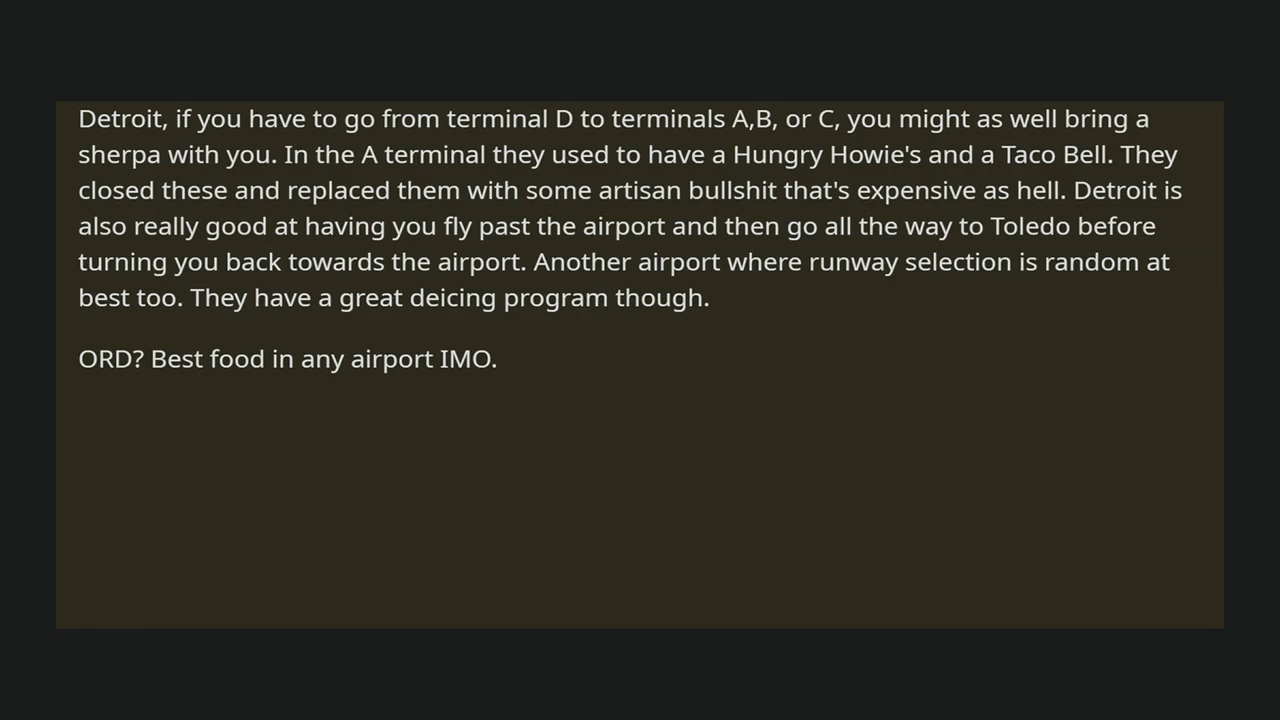 Detroit, if you have to go from terminal D to terminals A,B, or C, you might as well bring a
sherpa with you. In the A terminal they used to have a Hungry Howie's and a Taco Bell. They
closed these and replaced them with some artisan bullshit that's expensive as hell. Detroit is
also really good at having you fly past the airport and then go all the way to Toledo before
turning you back towards the airport. Another airport where runway selection is random at
best too. They have a great deicing program though.
ORD? Best food in any airport IMO.